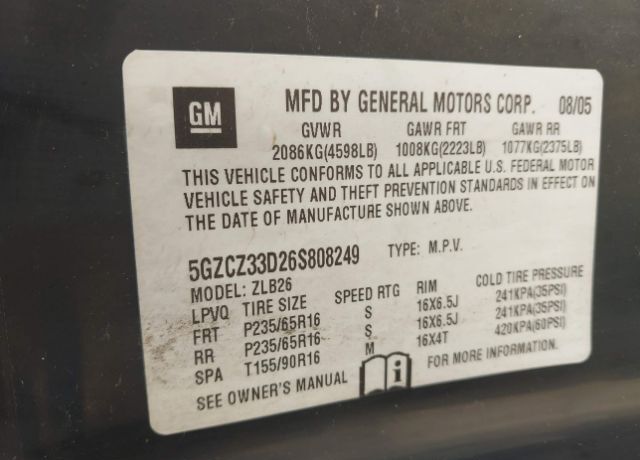 GM
MFD BY GENERAL MOTORS CORP. 08/05
GVWR GAWR FRT GAWR RR
2086KG(4598LB) 1008KG(2223LB) 1077KG(2375LB)
THIS VEHICLE CONFORMS TO ALL APPLICABLE U.S. FEDERAL MOTOR
VEHICLE SAFETY AND THEFT PREVENTION STANDARDS IN EFFECT ON
THE DATE OF MANUFACTURE SHOWN ABOVE.
5GZCZ33D26S808249 TYPE: M.P.V.
MODEL: ZLB26
LPVQ TIRE SIZE SPEED RTG RIM COLD TIRE PRESSURE
FRT P235/65R16 S 16X6.5J 241KPA(35PSI)
RR P235/65R16 S 16X6.5J 241KPA(35PSI)
SPA T155/90R16 M 16X4T 420KPA(60PSI)
SEE OWNER'S MANUAL i FOR MORE INFORMATION.